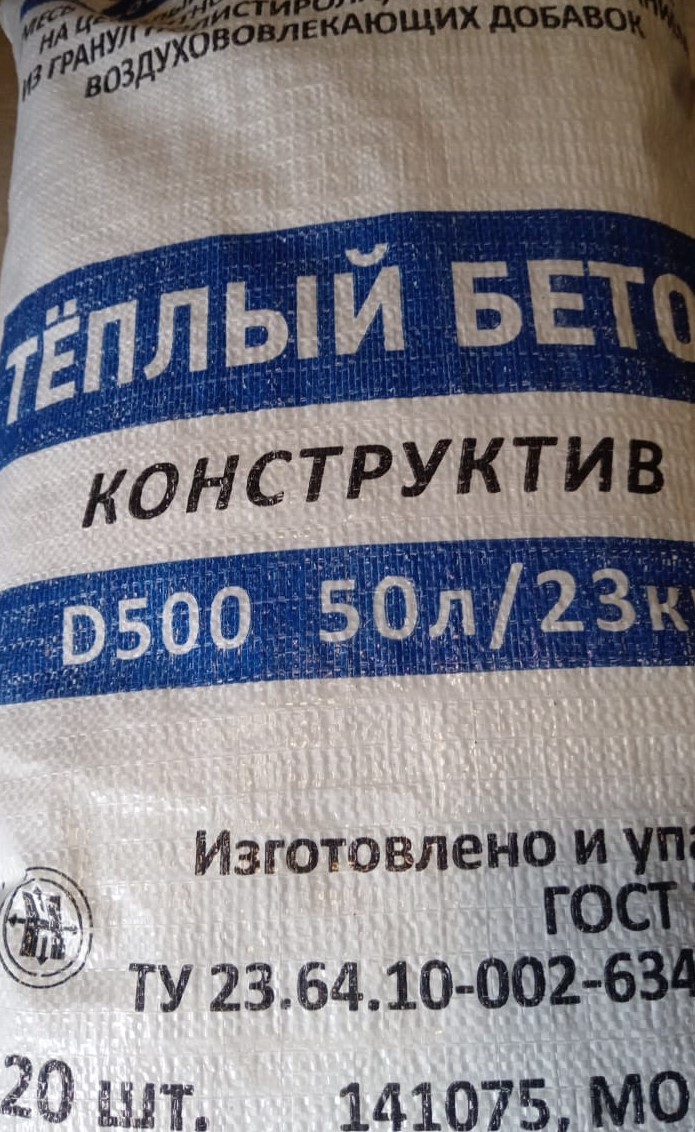 НА
ИЗ ГРАНУЛ
ВОЗДУХОВОВЛЕКАЮЩИХ ДОБАВОК
ТЁПЛЫЙ БЕТО
КОНСТРУКТИВ
D500 50л/23к
Изготовлено и упа
ГОСТ
ТУ 23.64.10-002-634
20 шт. 141075, МО